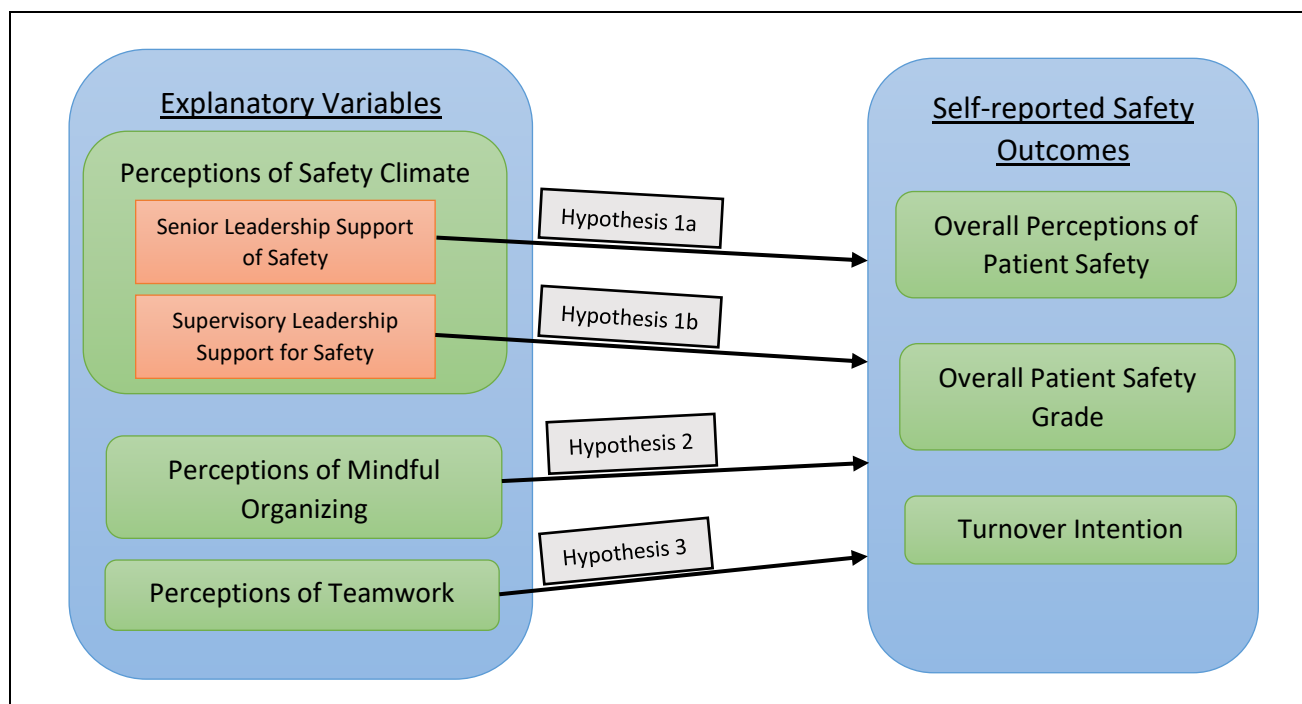 Explanatory Variables
Perceptions of Safety Climate
Senior Leadership Support
of Safety
Supervisory Leadership
Support for Safety
Perceptions of Mindful
Organizing
Perceptions of Teamwork
Hypothesis 1a
Hypothesis 1b
Hypothesis 2
Hypothesis 3
Self-reported Safety
Outcomes
Overall Perceptions of
Patient Safety
Overall Patient Safety
Grade
Turnover Intention